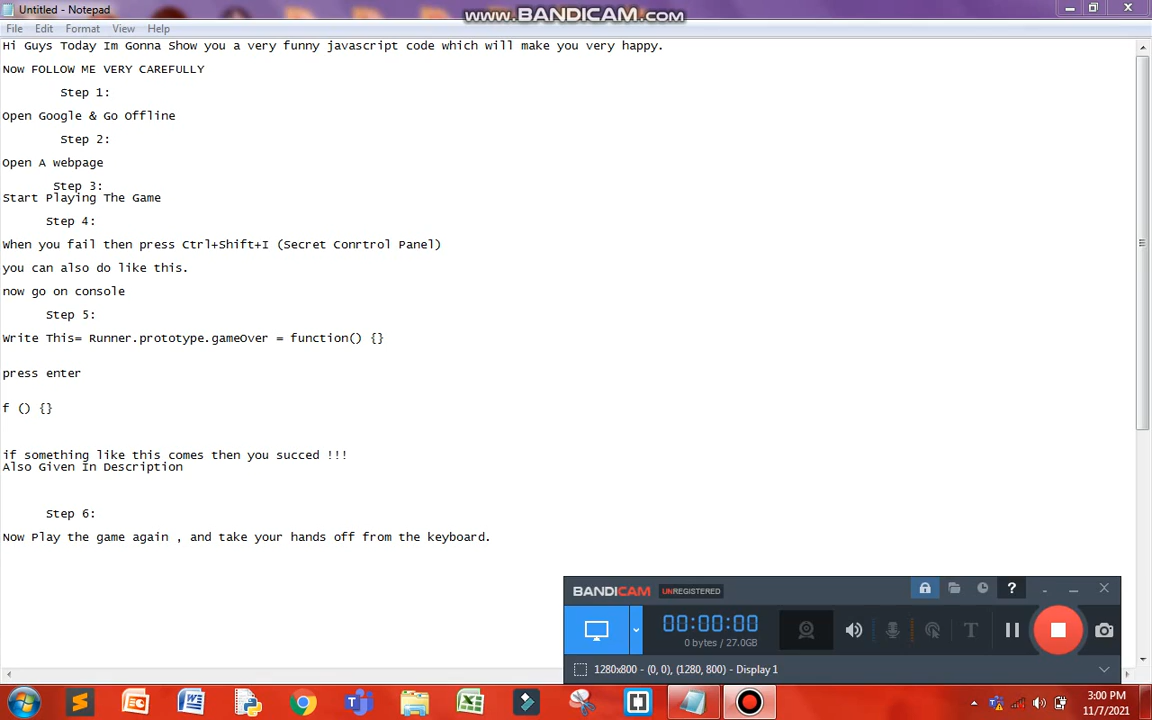 Untitled - Notepad
www.BANDICAM.com
File Edit Format View Help
Hi Guys Today Im Gonna Show you a very funny javascript code which will make you very happy.
Now FOLLOW ME VERY CAREFULLY
Step 1:
Open Google & Go Offline
Step 2:
Open A webpage
Step 3:
Start Playing The Game
Step 4:
When you fail then press Ctrl+Shift+I (Secret Conrtrol Panel)
you can also do like this.
now go on console
Step 5:
Write This= Runner.prototype.gameOver = function() {}
press enter
f () {}
if something like this comes then you succed !!!
Also Given In Description
Step 6:
Now Play the game again , and take your hands off from the keyboard.
BANDICAM UNREGISTERED
00:00:00
0 bytes / 27.0GB
1280x800 - (0, 0), (1280, 800) - Display 1
3:00 PM
11/7/2021